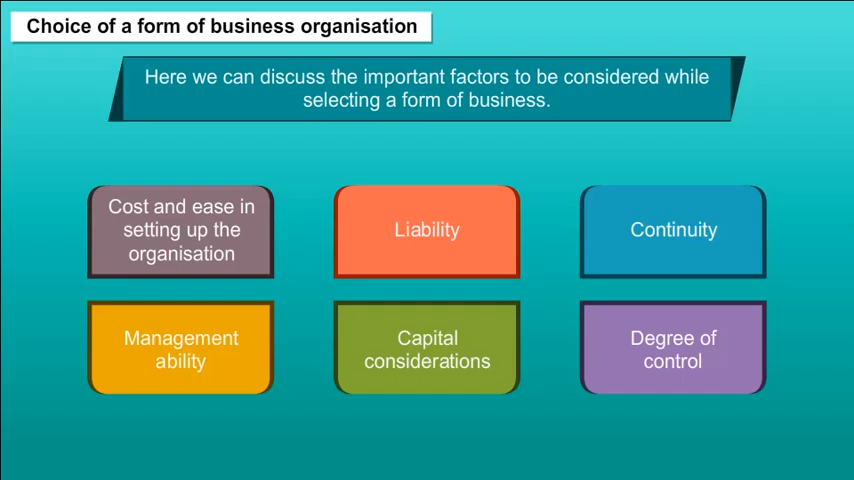 Choice of a form of business organisation
Here we can discuss the important factors to be considered while
selecting a form of business.
Cost and ease in
setting up the
organisation
Liability
Continuity
Management
ability
Capital
considerations
Degree of
control